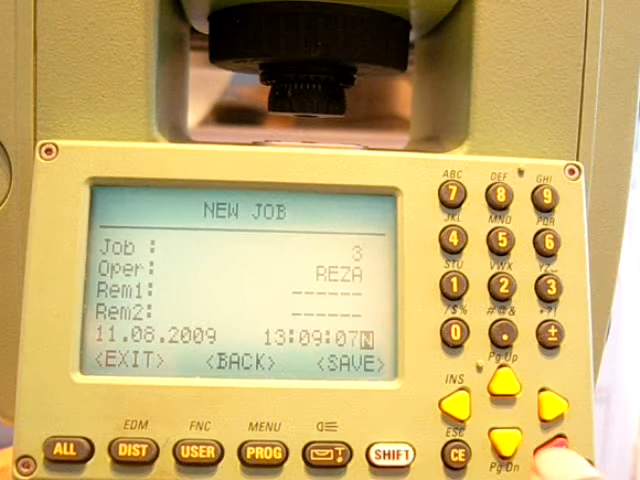 NEW JOB
Job : 3
Oper: REZA
Rem1: ------
Rem2: ------
11.08.2009 13:09:07N
<EXIT> <BACK> <SAVE>
ABC DEF GHI
7 8 9
JKL MNO PQR
4 5 6
STU VWX YZ_
1 2 3
/$% #@& *?!
0 . ±
Pg Up
INS
ESC
CE
Pg Dn
EDM FNC MENU
ALL DIST USER PROG SHIFT